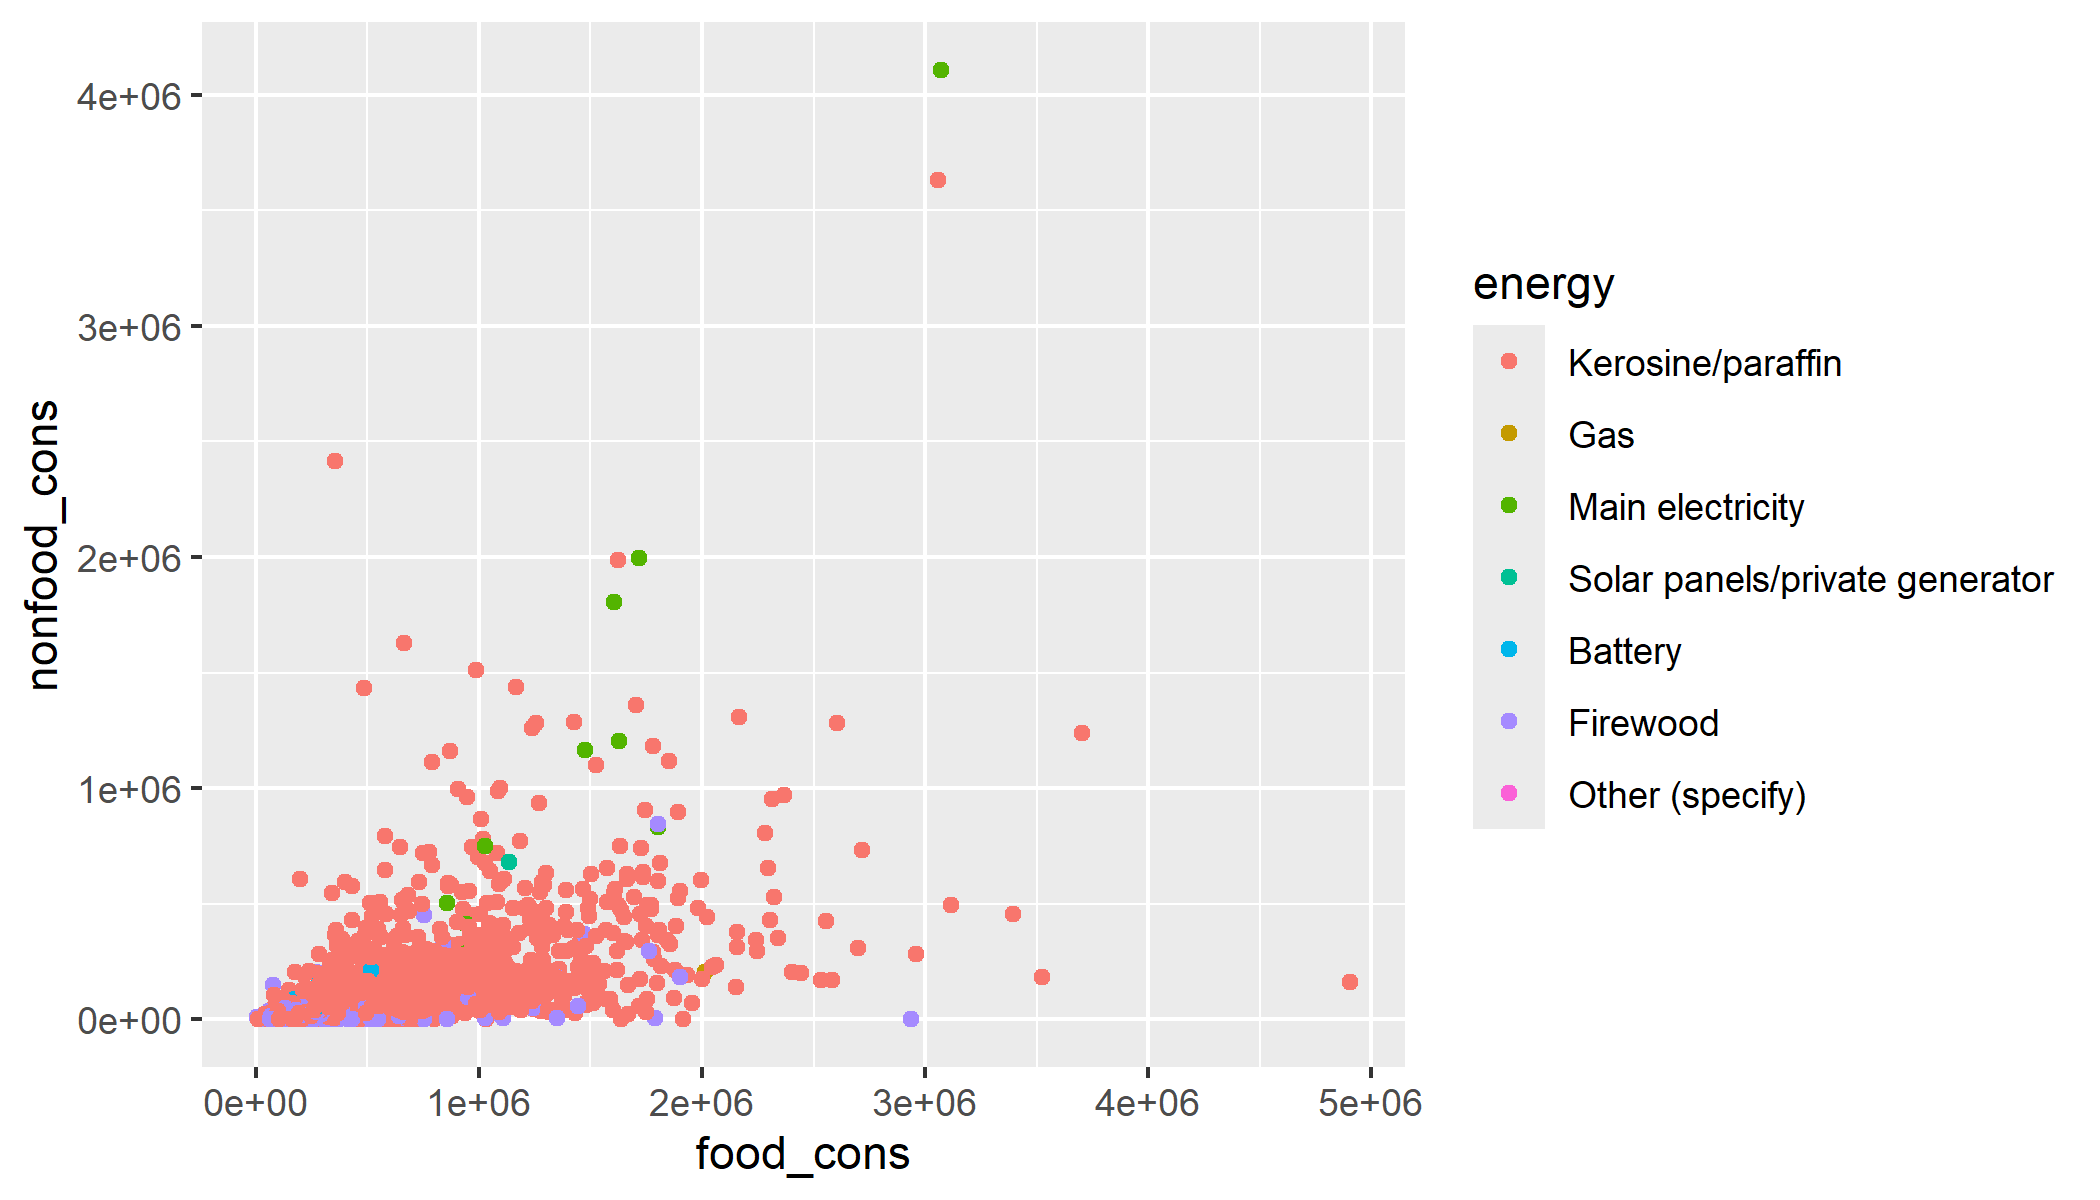 4e+06
3e+06
2e+06
1e+06
0e+00
nonfood_cons
0e+00 1e+06 2e+06 3e+06 4e+06 5e+06
food_cons
energy
Kerosine/paraffin
Gas
Main electricity
Solar panels/private generator
Battery
Firewood
Other (specify)